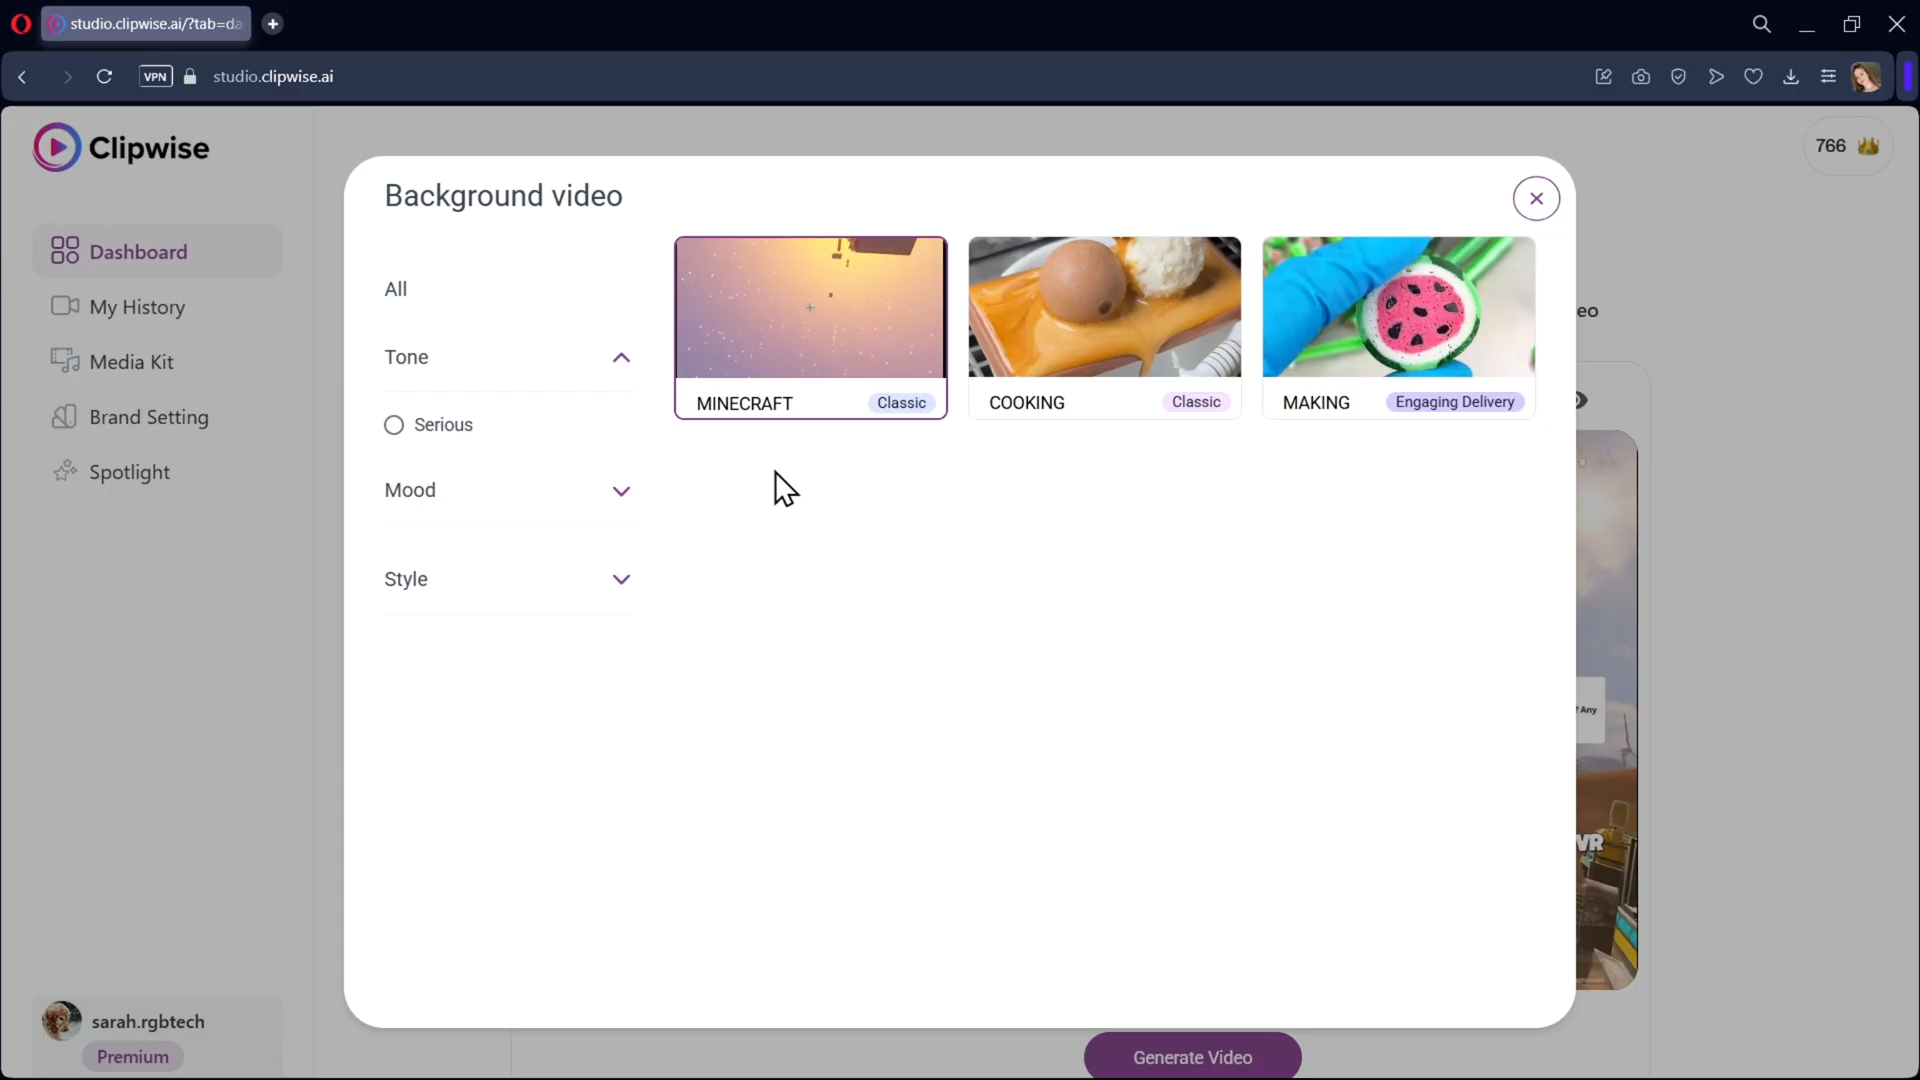 studio.clipwise.ai/?tab=da
VPN
studio.clipwise.ai
Clipwise
766
Background video
Dashboard
My History
Media Kit
Brand Setting
Spotlight
All
Tone
Serious
Mood
Style
MINECRAFT
Classic
COOKING
Classic
MAKING
Engaging Delivery
eo
? Any
VR
sarah.rgbtech
Premium
Generate Video